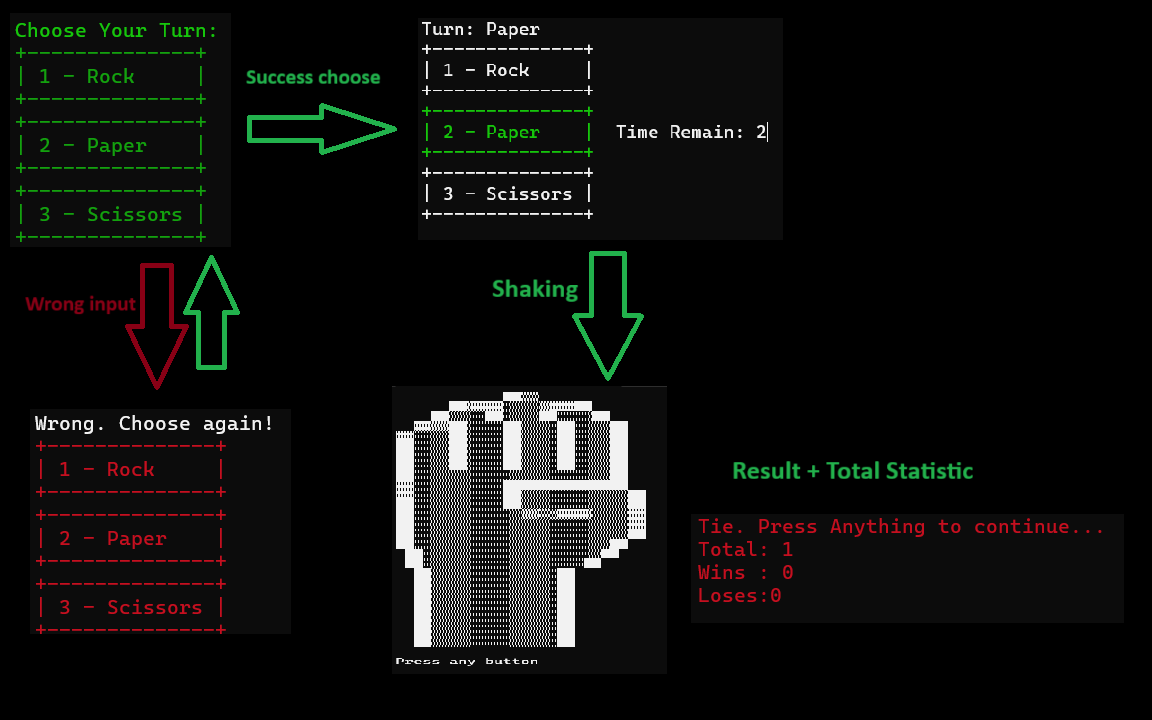 Choose Your Turn:
+--------------+
| 1 - Rock     |
+--------------+
+--------------+
| 2 - Paper    |
+--------------+
+--------------+
| 3 - Scissors |
+--------------+
Success choose
Turn: Paper
+--------------+
| 1 - Rock     |
+--------------+
+--------------+
| 2 - Paper    |  Time Remain: 2
+--------------+
+--------------+
| 3 - Scissors |
+--------------+
Wrong input
Shaking
Wrong. Choose again!
+--------------+
| 1 - Rock     |
+--------------+
+--------------+
| 2 - Paper    |
+--------------+
+--------------+
| 3 - Scissors |
+--------------+
Press any button
Result + Total Statistic
Tie. Press Anything to continue...
Total: 1
Wins : 0
Loses:0